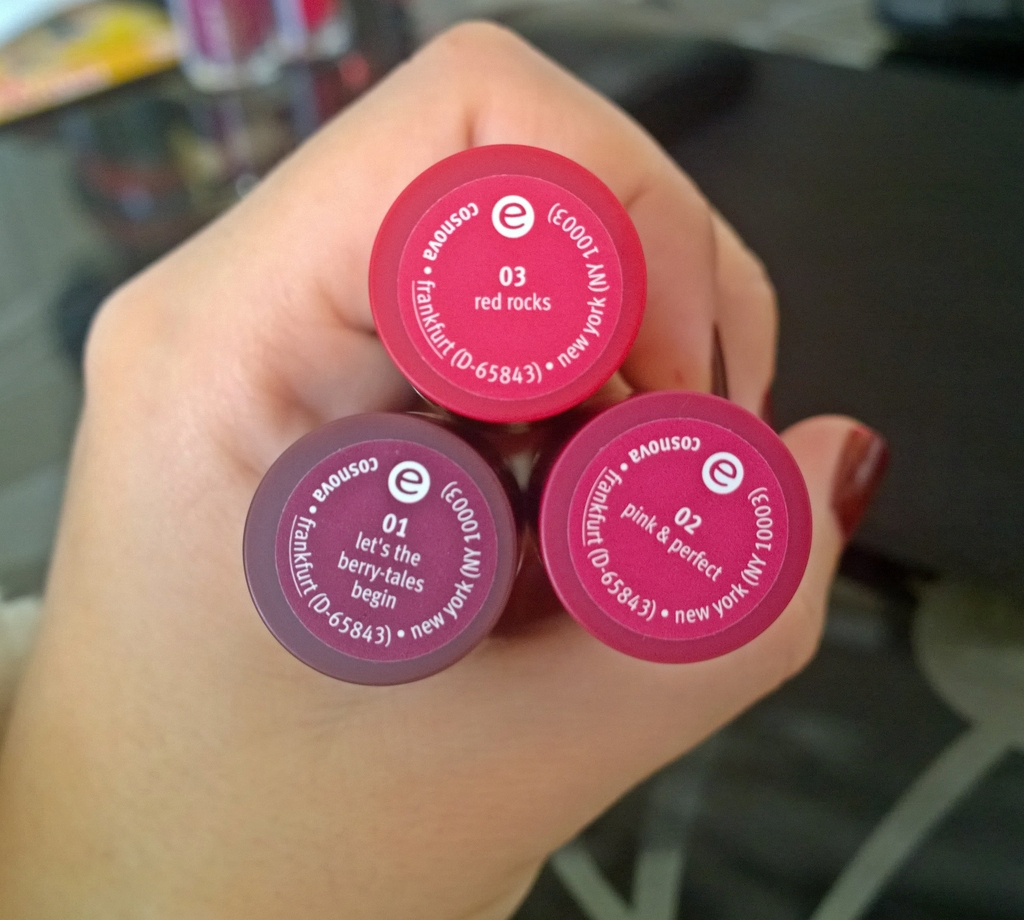 e
03
red rocks
cosnova • frankfurt (D-65843) • new york (NY 10003)
e
01
let's the
berry-tales
begin
cosnova • frankfurt (D-65843) • new york (NY 10003)
e
02
pink & perfect
cosnova • frankfurt (D-65843) • new york (NY 10003)